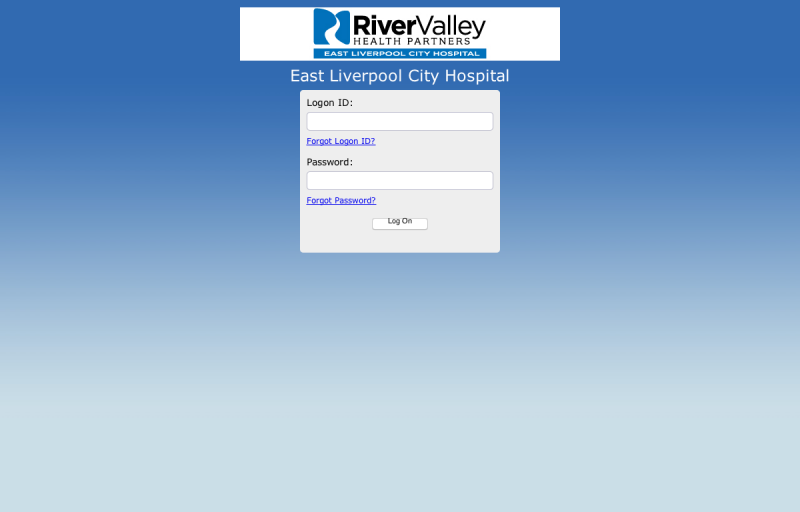 RiverValley
HEALTH PARTNERS
EAST LIVERPOOL CITY HOSPITAL
East Liverpool City Hospital
Logon ID:
Forgot Logon ID?
Password:
Forgot Password?
Log On